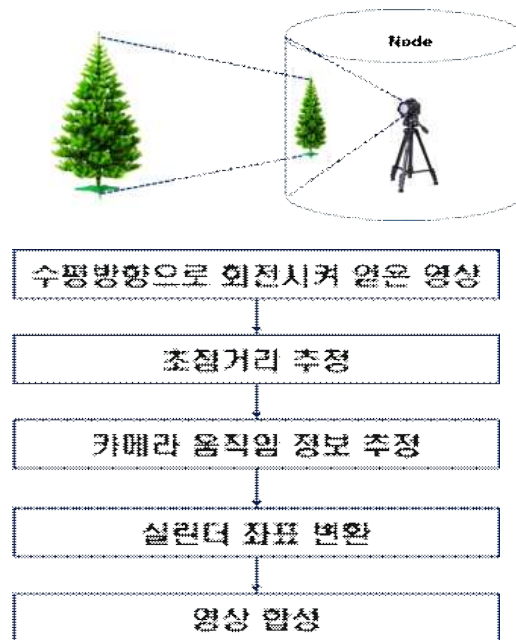 Node
수평방향으로 회전시켜 얻은 영상
초점거리 추정
카메라 움직임 정보 추정
실린더 좌표 변환
영상 합성